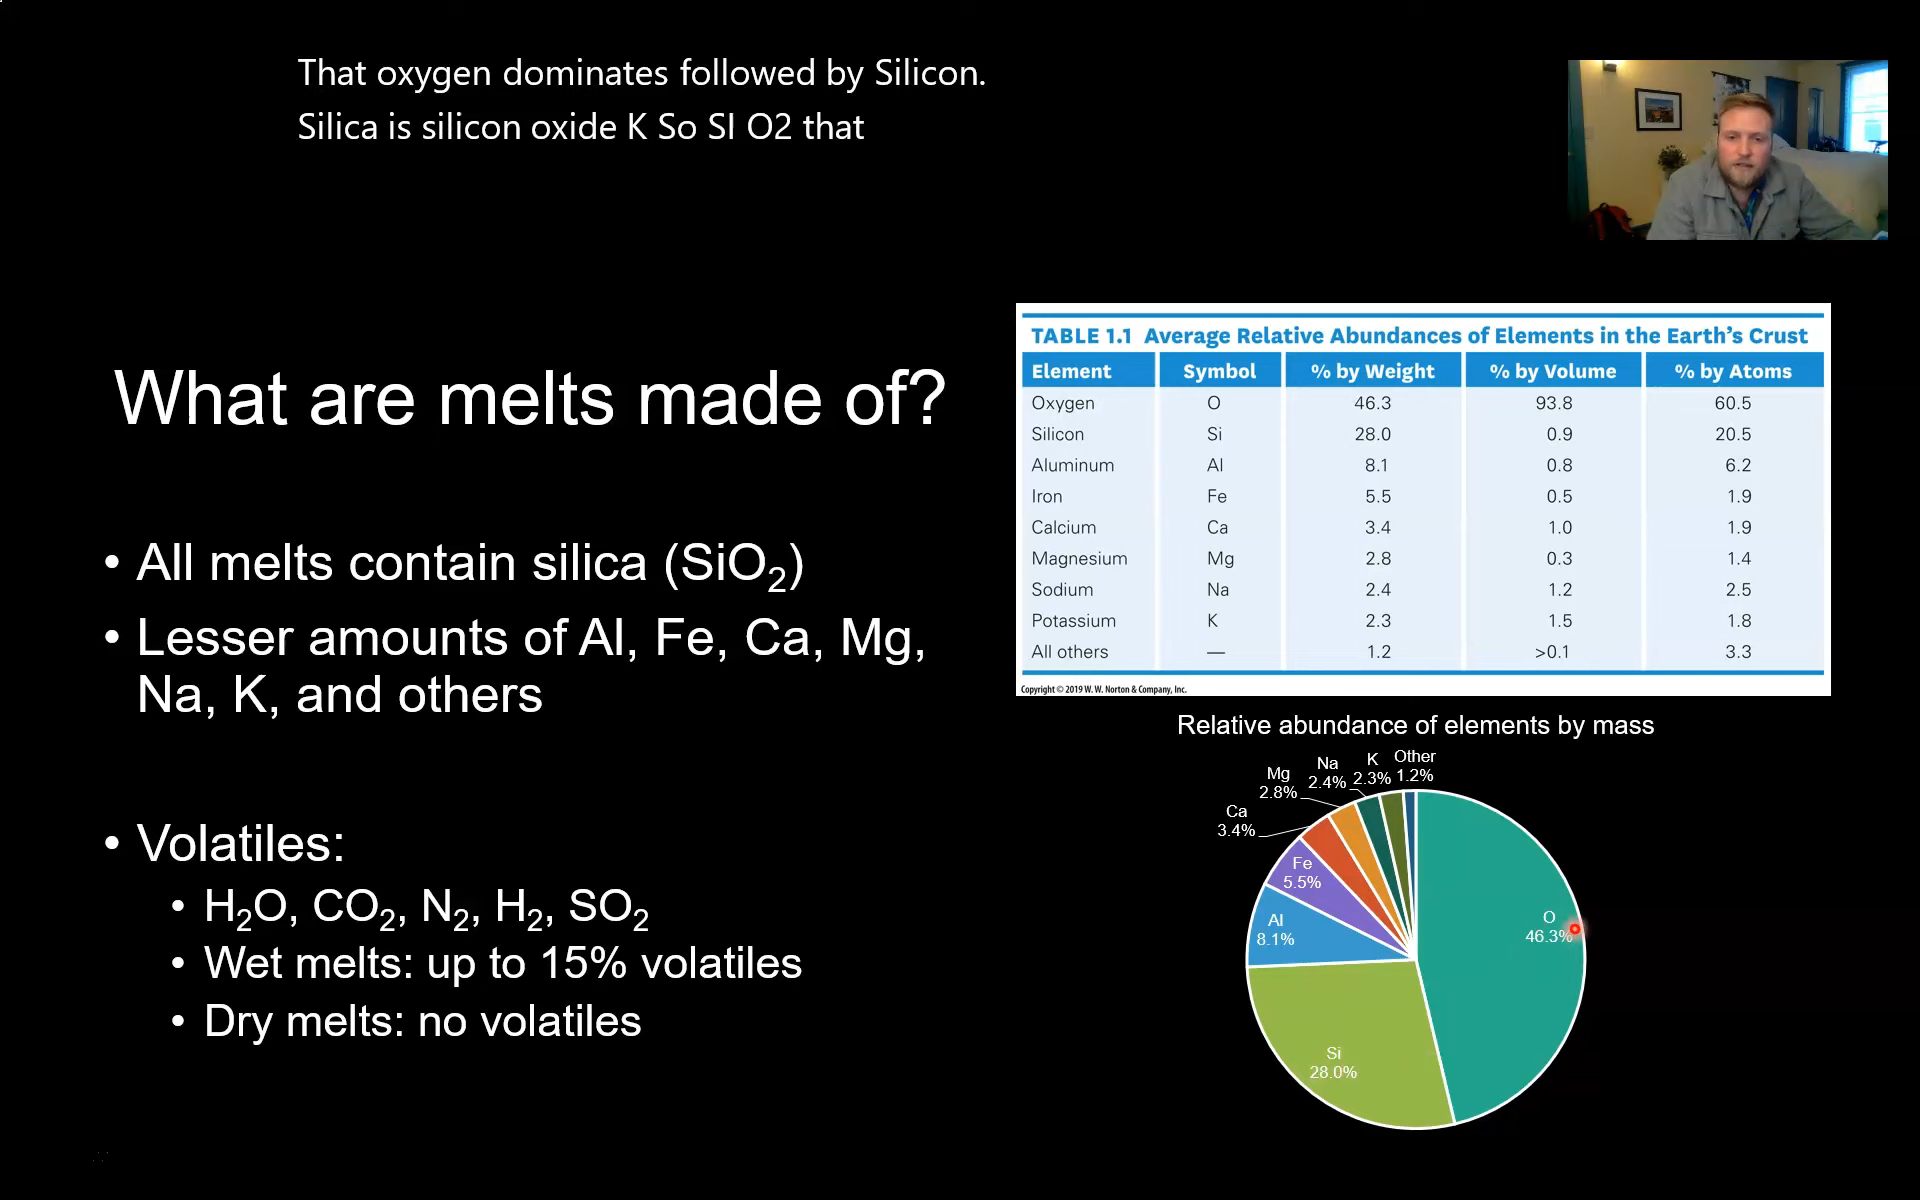 That oxygen dominates followed by Silicon.
Silica is silicon oxide K So SI O2 that
What are melts made of?
• All melts contain silica (SiO₂)
• Lesser amounts of Al, Fe, Ca, Mg,
Na, K, and others
• Volatiles:
• H₂O, CO₂, N₂, H₂, SO₂
• Wet melts: up to 15% volatiles
• Dry melts: no volatiles
TABLE 1.1 Average Relative Abundances of Elements in the Earth's Crust
Element Symbol % by Weight % by Volume % by Atoms
Oxygen O 46.3 93.8 60.5
Silicon Si 28.0 0.9 20.5
Aluminum Al 8.1 0.8 6.2
Iron Fe 5.5 0.5 1.9
Calcium Ca 3.4 1.0 1.9
Magnesium Mg 2.8 0.3 1.4
Sodium Na 2.4 1.2 2.5
Potassium K 2.3 1.5 1.8
All others — 1.2 >0.1 3.3
Copyright © 2019 W. W. Norton & Company, Inc.
Relative abundance of elements by mass
Other
1.2%
K
2.3%
Na
2.4%
Mg
2.8%
Ca
3.4%
Fe
5.5%
Al
8.1%
O
46.3%
Si
28.0%